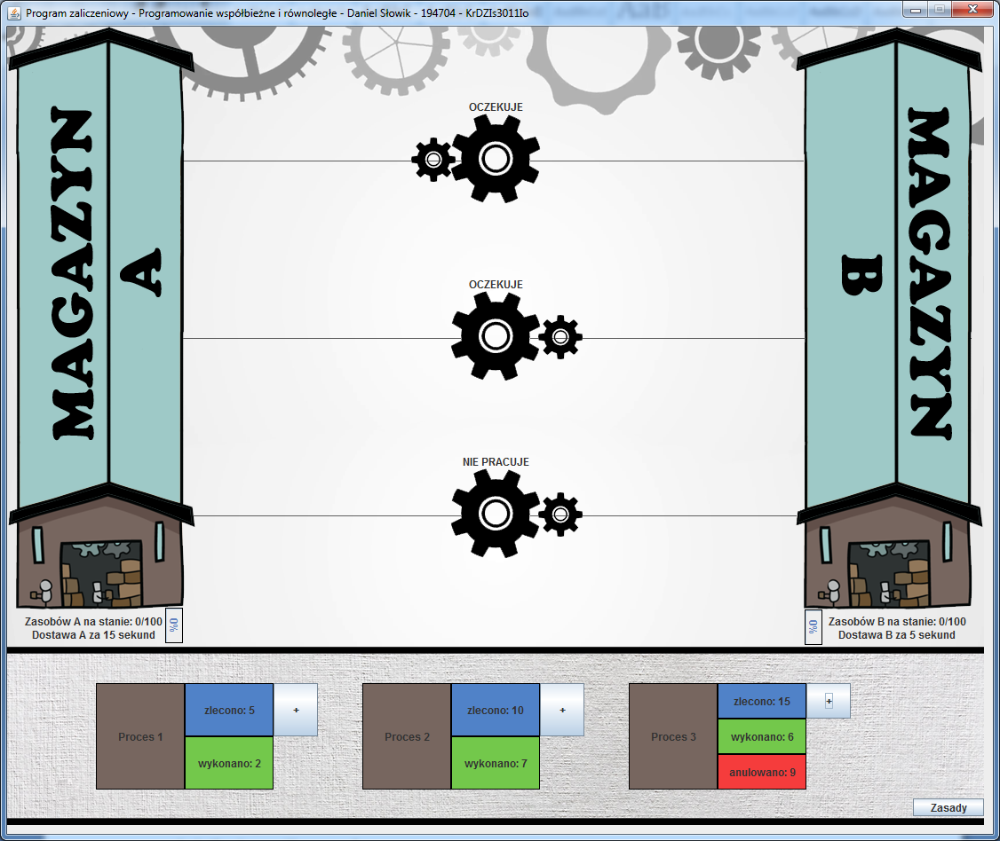 Program zaliczeniowy - Programowanie współbieżne i równoległe - Daniel Słowik - 194704 - KrDZIs3011Io
MAGAZYN
A
MAGAZYN
B
OCZEKUJE
OCZEKUJE
NIE PRACUJE
Zasobów A na stanie: 0/100
Dostawa A za 15 sekund
0%
0%
Zasobów B na stanie: 0/100
Dostawa B za 5 sekund
Proces 1
zlecono: 5
+
wykonano: 2
Proces 2
zlecono: 10
+
wykonano: 7
Proces 3
zlecono: 15
+
wykonano: 6
anulowano: 9
Zasady